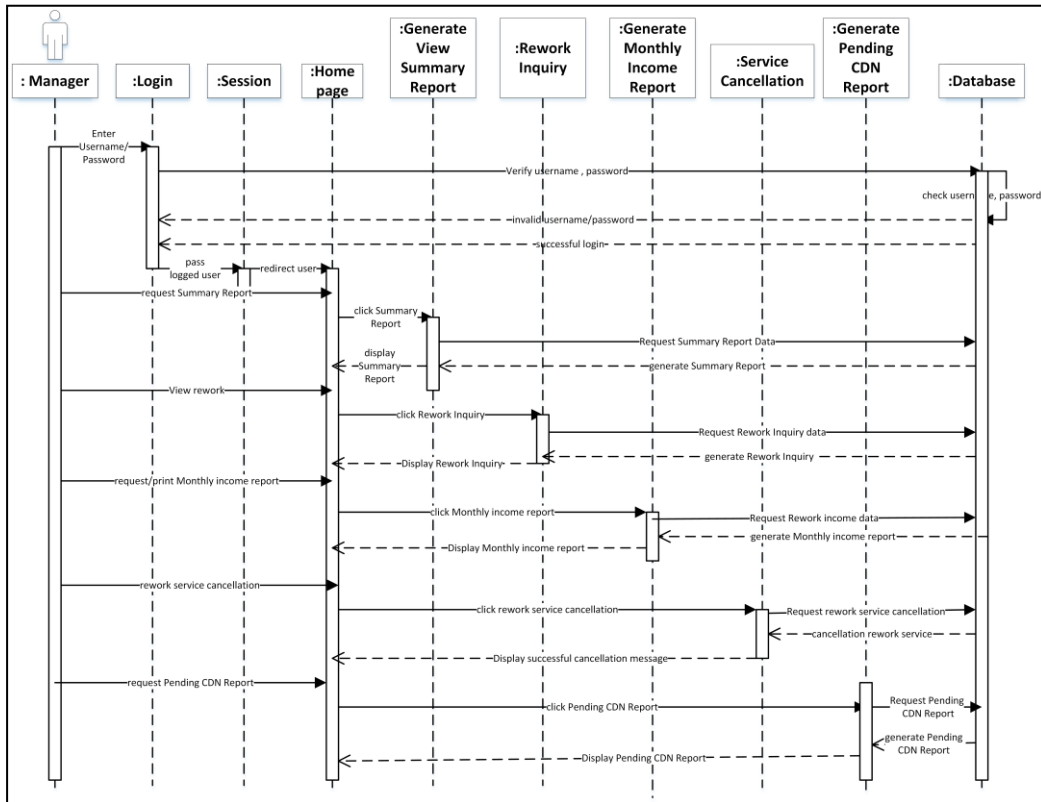 : Manager
:Login
:Session
:Home
page
:Generate
View
Summary
Report
:Rework
Inquiry
:Generate
Monthly
Income
Report
:Service
Cancellation
:Generate
Pending
CDN
Report
:Database
Enter
Username/
Password
Verify username , password
check username, password
invalid username/password
successful login
pass
logged user
redirect user
request Summary Report
click Summary
Report
Request Summary Report Data
display
Summary
Report
generate Summary Report
View rework
click Rework Inquiry
Request Rework Inquiry data
generate Rework Inquiry
Display Rework Inquiry
request/print Monthly income report
click Monthly income report
Request Rework income data
generate Monthly income report
Display Monthly income report
rework service cancellation
click rework service cancellation
Request rework service cancellation
cancellation rework service
Display successful cancellation message
request Pending CDN Report
click Pending CDN Report
Request Pending
CDN Report
generate Pending
CDN Report
Display Pending CDN Report